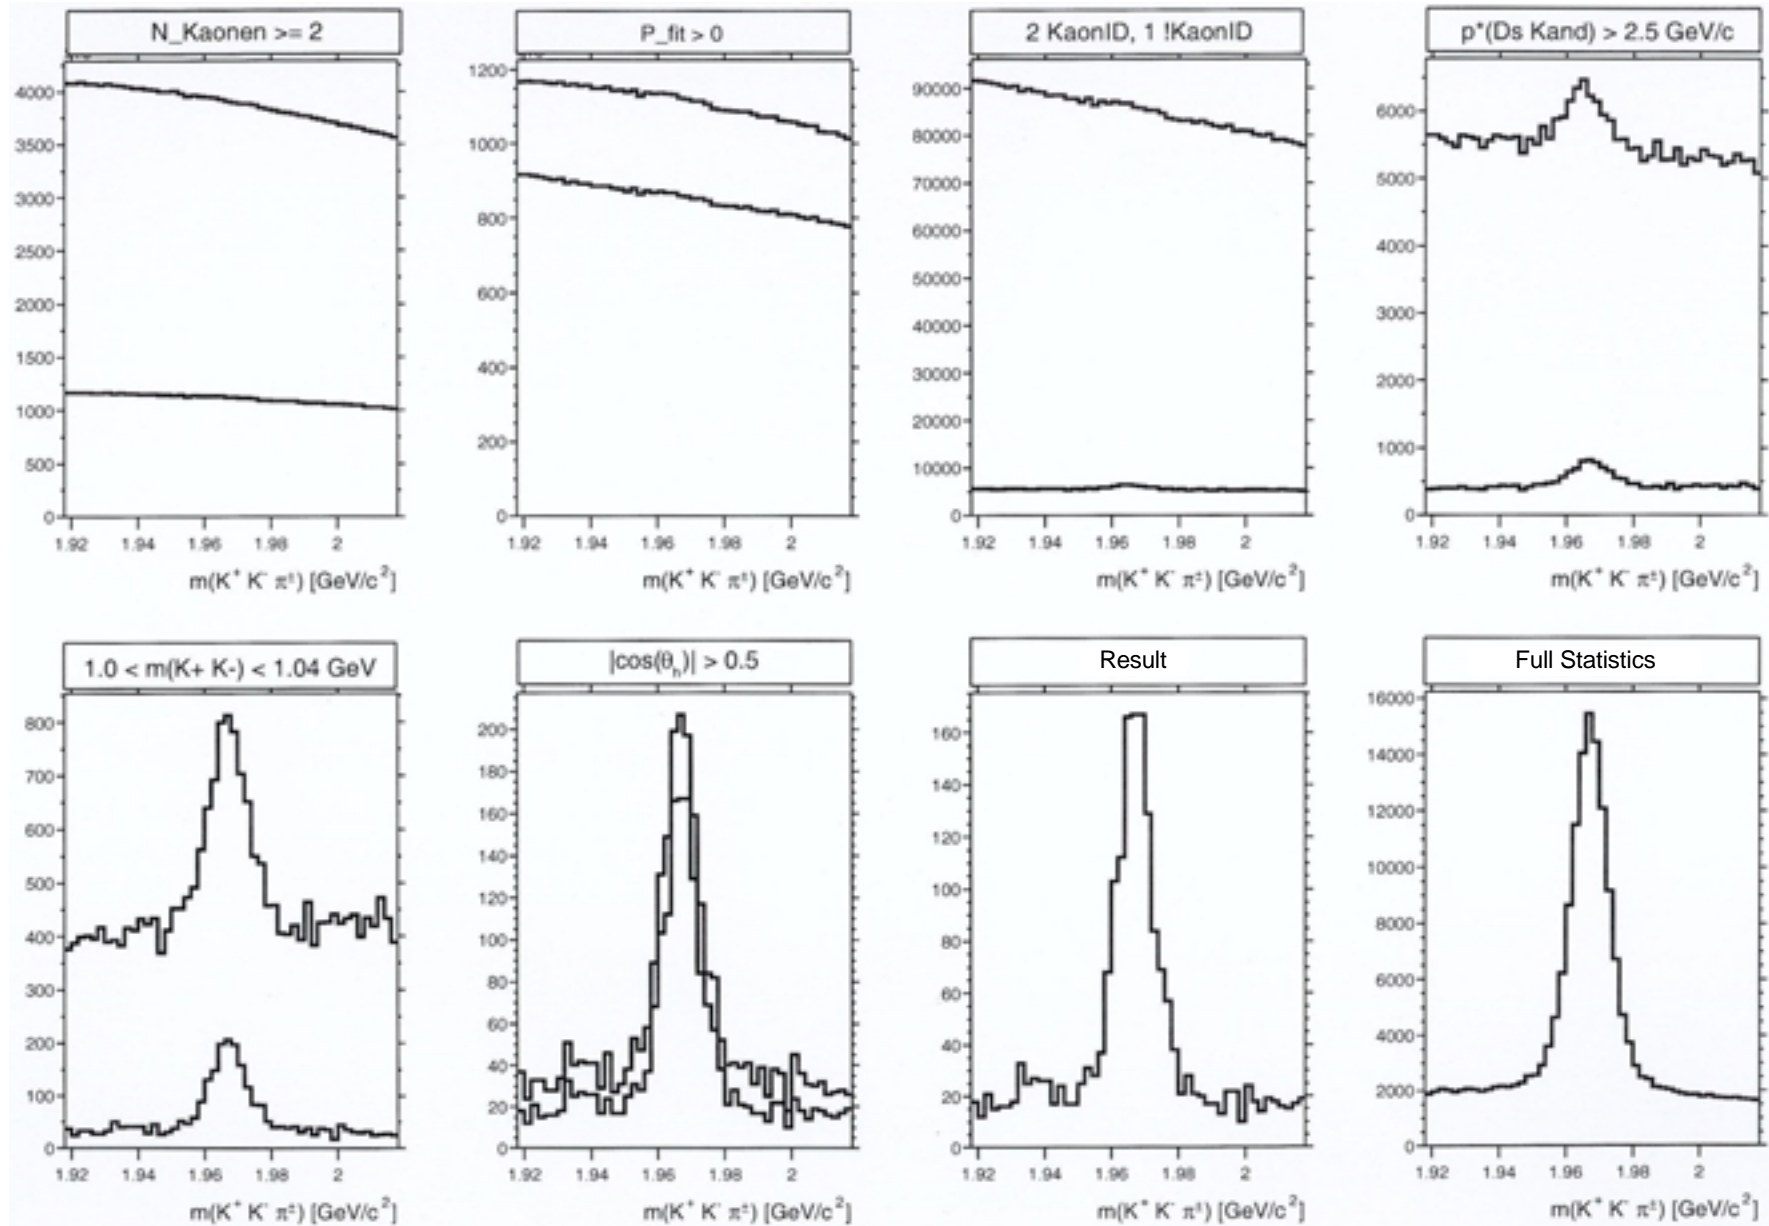 N_Kaonen >= 2
4000
3500
3000
2500
2000
1500
1000
500
0
1.92 1.94 1.96 1.98 2
m(K⁺ K⁻ π±) [GeV/c²]
P_fit > 0
1200
1000
800
600
400
200
0
1.92 1.94 1.96 1.98 2
m(K⁺ K⁻ π±) [GeV/c²]
2 KaonID, 1 !KaonID
90000
80000
70000
60000
50000
40000
30000
20000
10000
0
1.92 1.94 1.96 1.98 2
m(K⁺ K⁻ π±) [GeV/c²]
p*(Ds Kand) > 2.5 GeV/c
6000
5000
4000
3000
2000
1000
0
1.92 1.94 1.96 1.98 2
m(K⁺ K⁻ π±) [GeV/c²]
1.0 < m(K+ K-) < 1.04 GeV
800
700
600
500
400
300
200
100
0
1.92 1.94 1.96 1.98 2
m(K⁺ K⁻ π±) [GeV/c²]
|cos(θₕ)| > 0.5
200
180
160
140
120
100
80
60
40
20
0
1.92 1.94 1.96 1.98 2
m(K⁺ K⁻ π±) [GeV/c²]
Result
160
140
120
100
80
60
40
20
0
1.92 1.94 1.96 1.98 2
m(K⁺ K⁻ π±) [GeV/c²]
Full Statistics
16000
14000
12000
10000
8000
6000
4000
2000
0
1.92 1.94 1.96 1.98 2
m(K⁺ K⁻ π±) [GeV/c²]